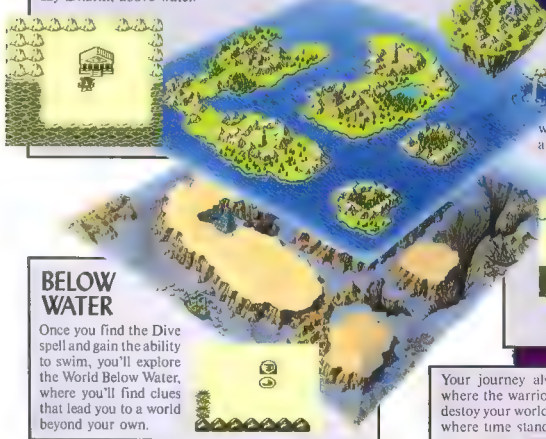 BELOW
WATER
Once you find the Dive
spell and gain the ability
to swim, you'll explore
the World Below Water,
where you'll find clues
that lead you to a world
beyond your own.
Your journey
where the warrio
destoy your world
where time stand